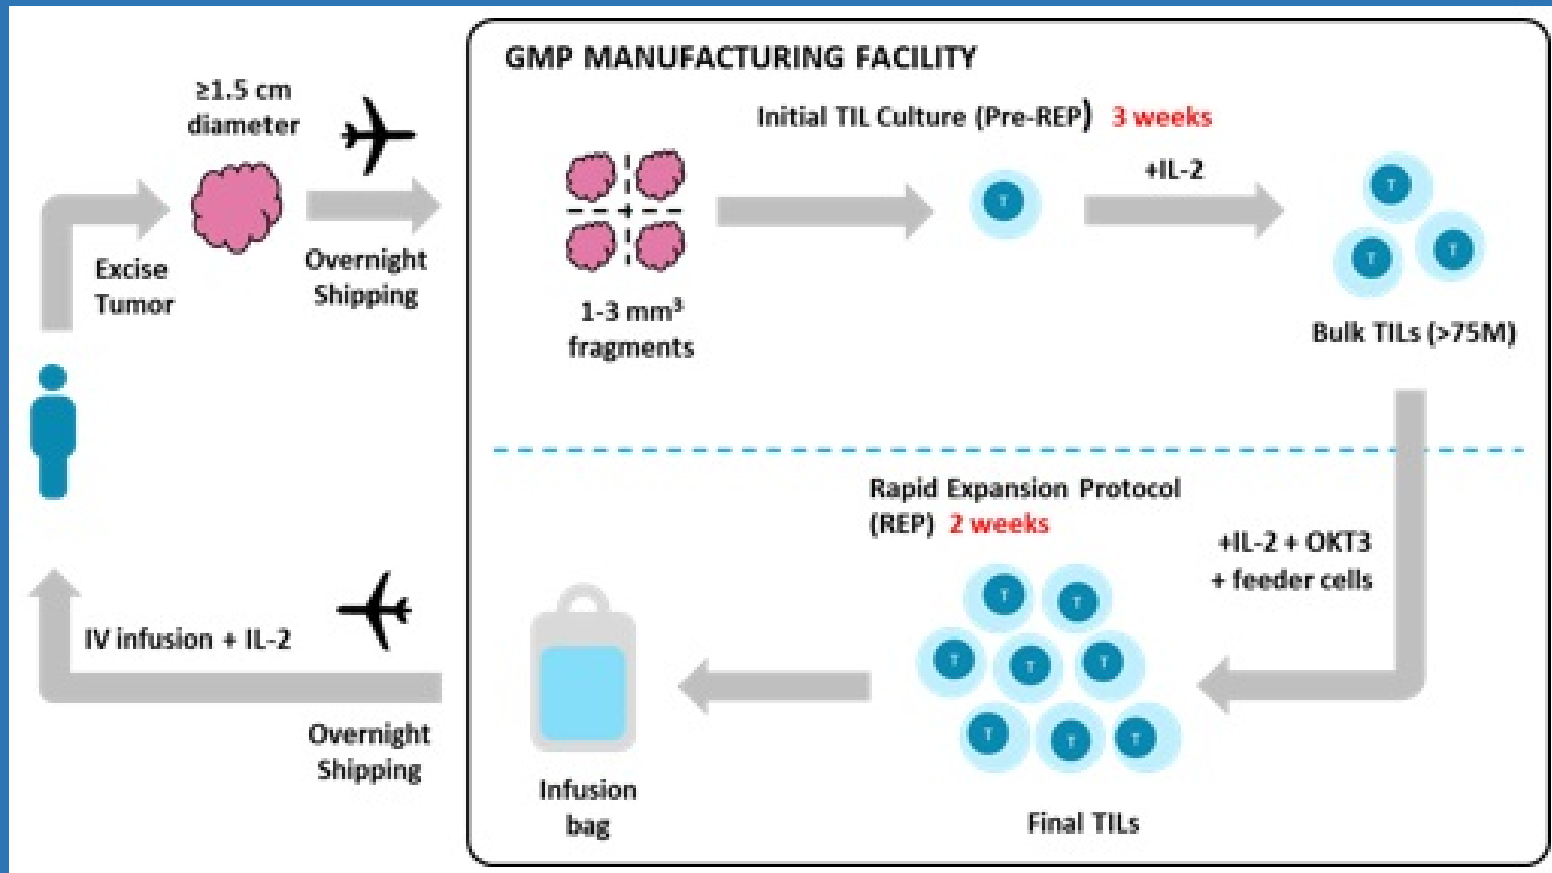 GMP MANUFACTURING FACILITY
≥1.5 cm
diameter
Excise
Tumor
Overnight
Shipping
Initial TIL Culture (Pre-REP) 3 weeks
1-3 mm³
fragments
T
+IL-2
T
T
T
Bulk TILs (>75M)
Rapid Expansion Protocol
(REP) 2 weeks
+IL-2 + OKT3
+ feeder cells
T
T
T
T
T
T
T
T
Final TILs
Infusion
bag
IV infusion + IL-2
Overnight
Shipping